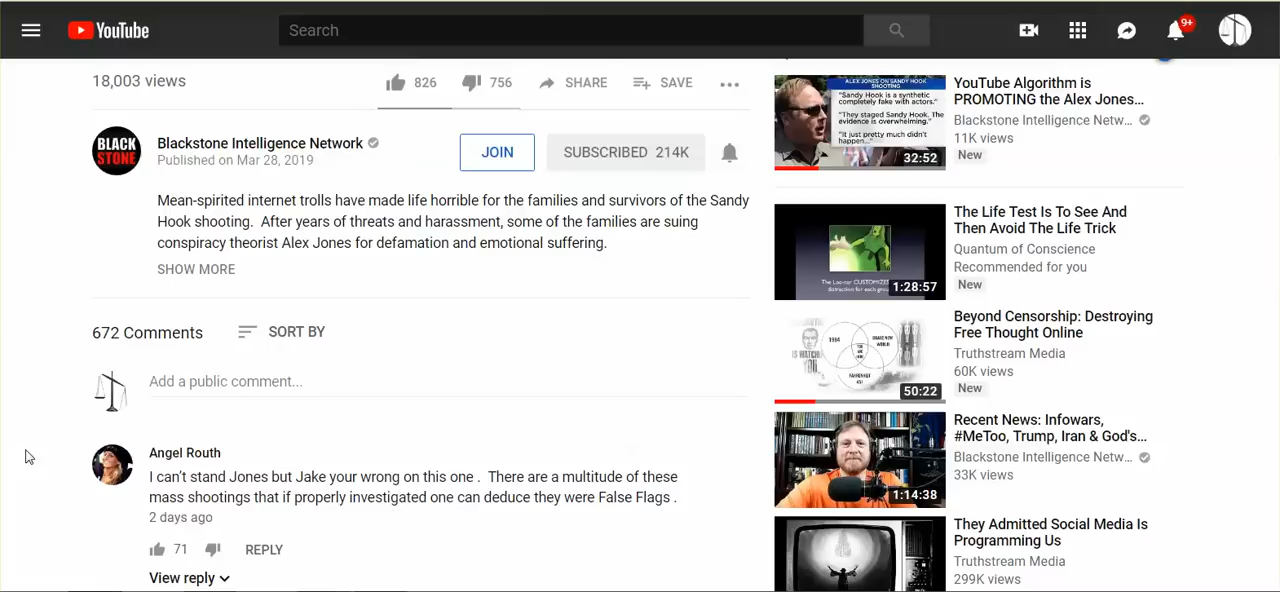 YouTube
Search
9+
18,003 views
826
756
SHARE
SAVE
BLACK
STONE
Blackstone Intelligence Network
Published on Mar 28, 2019
JOIN
SUBSCRIBED 214K
Mean-spirited internet trolls have made life horrible for the families and survivors of the Sandy
Hook shooting. After years of threats and harassment, some of the families are suing
conspiracy theorist Alex Jones for defamation and emotional suffering.
SHOW MORE
672 Comments
SORT BY
Add a public comment...
Angel Routh
I can't stand Jones but Jake your wrong on this one . There are a multitude of these
mass shootings that if properly investigated one can deduce they were False Flags .
2 days ago
71
REPLY
View reply
ALEX JONES ON SANDY HOOK
SHOOTING
"Sandy Hook is a synthetic
completely fake with actors."
"They staged Sandy Hook. The
evidence is overwhelming."
"It just pretty much didn't
happen..."
32:52
YouTube Algorithm is
PROMOTING the Alex Jones...
Blackstone Intelligence Netw...
11K views
New
1:28:57
The Life Test Is To See And
Then Avoid The Life Trick
Quantum of Conscience
Recommended for you
New
1984
BRAVE NEW
WORLD
YOU
ARE
HERE
FAHRENHEIT
451
50:22
Beyond Censorship: Destroying
Free Thought Online
Truthstream Media
60K views
New
1:14:38
Recent News: Infowars,
#MeToo, Trump, Iran & God's...
Blackstone Intelligence Netw...
33K views
They Admitted Social Media Is
Programming Us
Truthstream Media
299K views